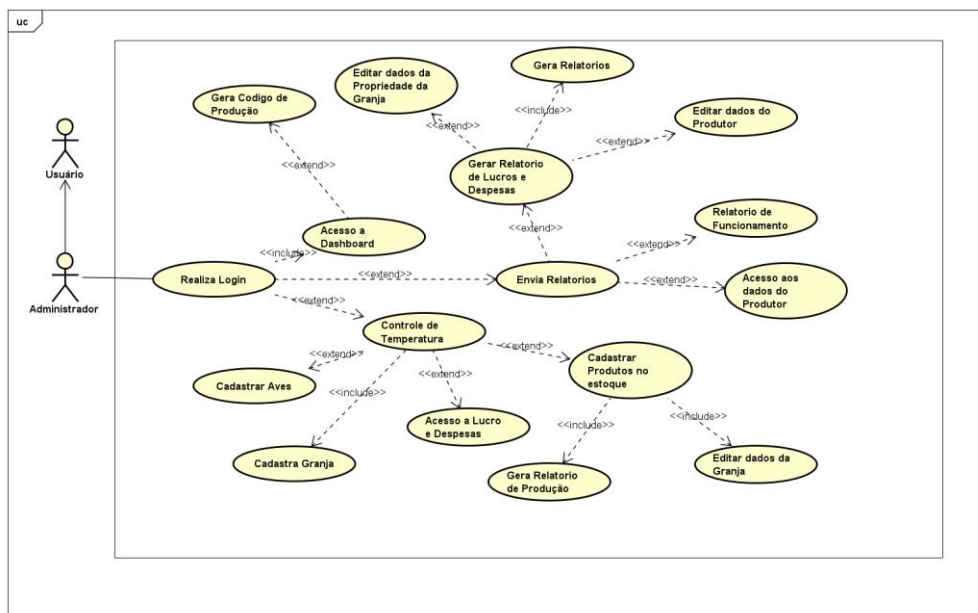 uc
Gera Relatorios
Editar dados da
Propriedade da
Granja
Gera Codigo de
Produção
<<include>>
Editar dados do
Produtor
<<extend>>
<<extend>>
Usuário
<<extend>>
Gerar Relatorio
de Lucros e
Despesas
Relatorio de
Funcionamento
Acesso a
Dashboard
<<extend>>
<<extend>>
<<include>>
Realiza Login
<<extend>>
Envia Relatorios
<<extend>>
Acesso aos
dados do
Produtor
Administrador
<<extend>>
Controle de
Temperatura
<<extend>>
<<extend>>
Cadastrar
Produtos no
estoque
<<extend>>
Cadastrar Aves
<<include>>
Acesso a Lucro
e Despesas
<<include>>
<<include>>
Cadastra Granja
Gera Relatorio
de Produção
Editar dados da
Granja